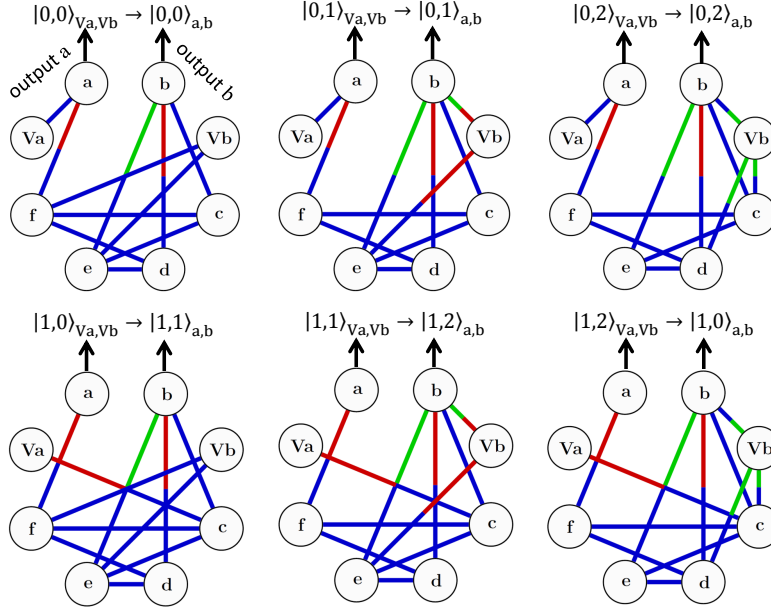 |0,0⟩Va,Vb → |0,0⟩a,b
|0,1⟩Va,Vb → |0,1⟩a,b
|0,2⟩Va,Vb → |0,2⟩a,b
output a
output b
a b
Va Vb
f c
e d
a b
Va Vb
f c
e d
a b
Va Vb
f c
e d
|1,0⟩Va,Vb → |1,1⟩a,b
|1,1⟩Va,Vb → |1,2⟩a,b
|1,2⟩Va,Vb → |1,0⟩a,b
a b
Va Vb
f c
e d
a b
Va Vb
f c
e d
a b
Va Vb
f c
e d